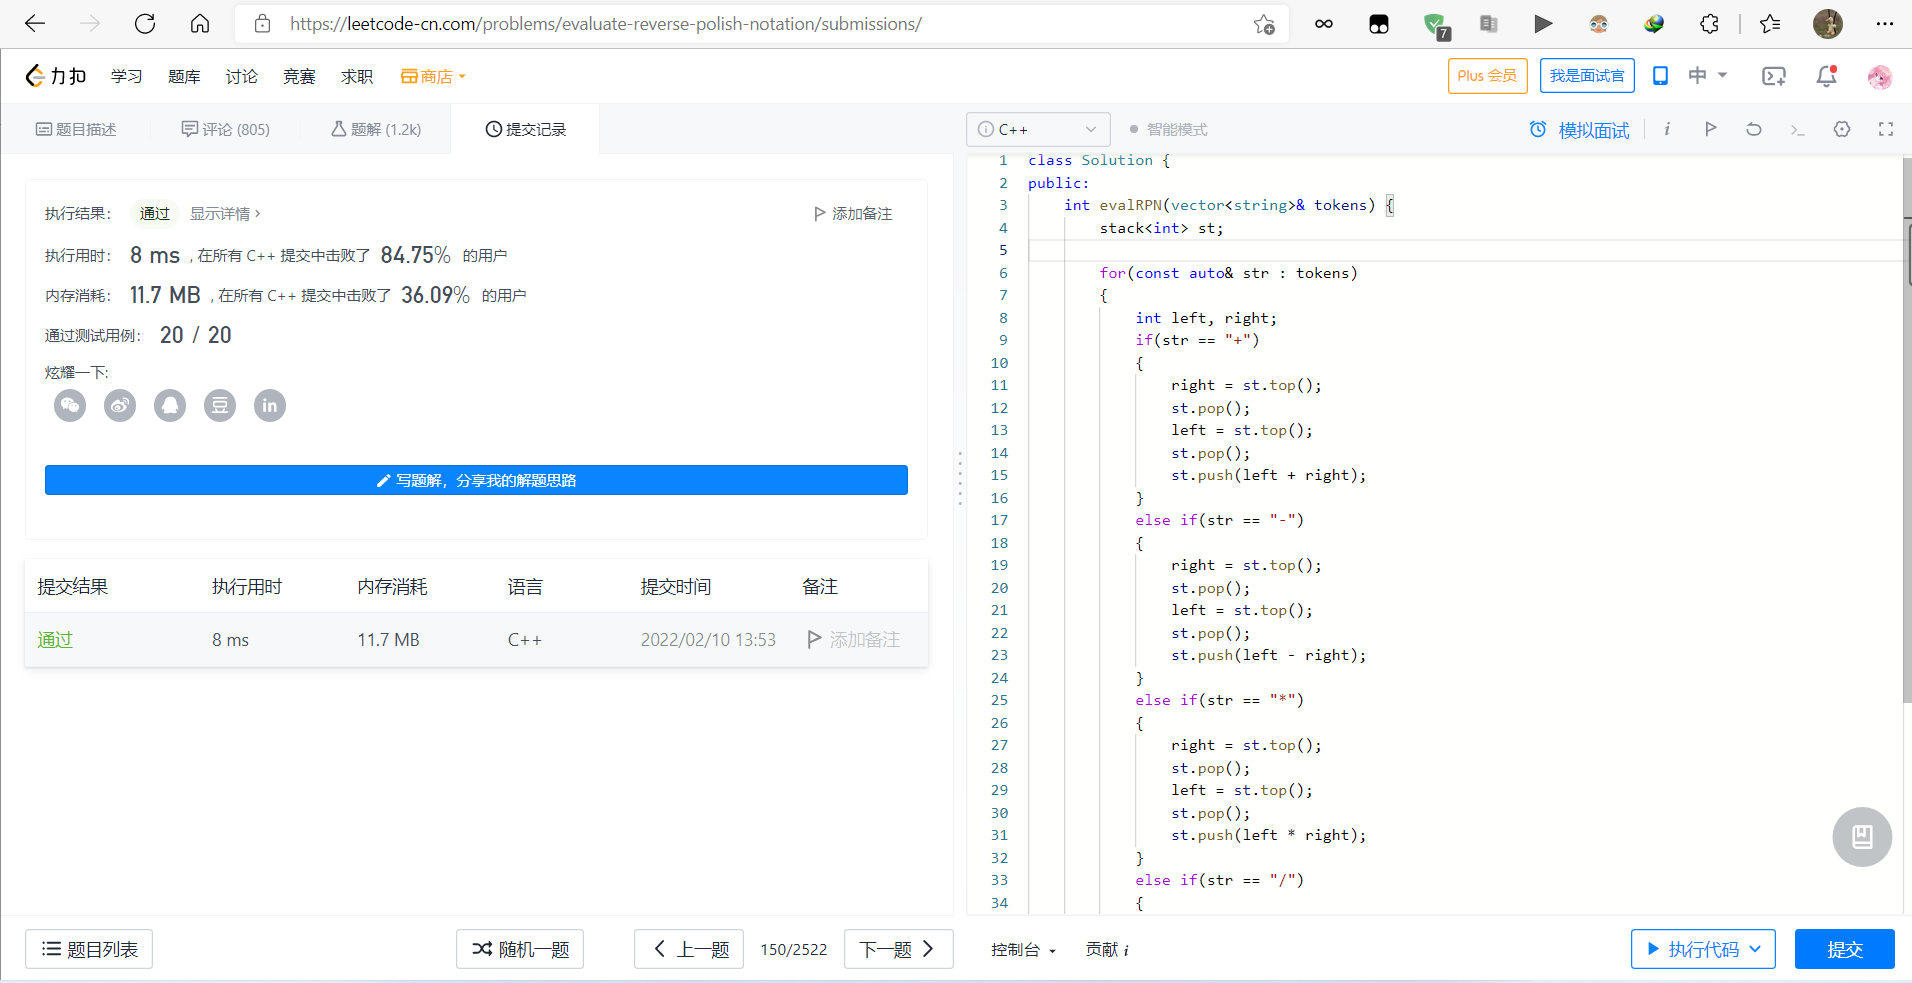 https://leetcode-cn.com/problems/evaluate-reverse-polish-notation/submissions/
7
力扣 学习 题库 讨论 竞赛 求职 商店
Plus 会员 我是面试官 中
题目描述 评论 (805) 题解 (1.2k) 提交记录
C++ 智能模式 模拟面试 i
执行结果： 通过 显示详情 › 添加备注
执行用时： 8 ms , 在所有 C++ 提交中击败了 84.75% 的用户
内存消耗： 11.7 MB , 在所有 C++ 提交中击败了 36.09% 的用户
通过测试用例： 20 / 20
炫耀一下:
豆 in
写题解，分享我的解题思路
提交结果 执行用时 内存消耗 语言 提交时间 备注
通过 8 ms 11.7 MB C++ 2022/02/10 13:53 添加备注
1 class Solution {
2 public:
3 int evalRPN(vector<string>& tokens) {
4 stack<int> st;
5
6 for(const auto& str : tokens)
7 {
8 int left, right;
9 if(str == "+")
10 {
11 right = st.top();
12 st.pop();
13 left = st.top();
14 st.pop();
15 st.push(left + right);
16 }
17 else if(str == "-")
18 {
19 right = st.top();
20 st.pop();
21 left = st.top();
22 st.pop();
23 st.push(left - right);
24 }
25 else if(str == "*")
26 {
27 right = st.top();
28 st.pop();
29 left = st.top();
30 st.pop();
31 st.push(left * right);
32 }
33 else if(str == "/")
34 {
题目列表 随机一题 上一题 150/2522 下一题 控制台 贡献 i 执行代码 提交